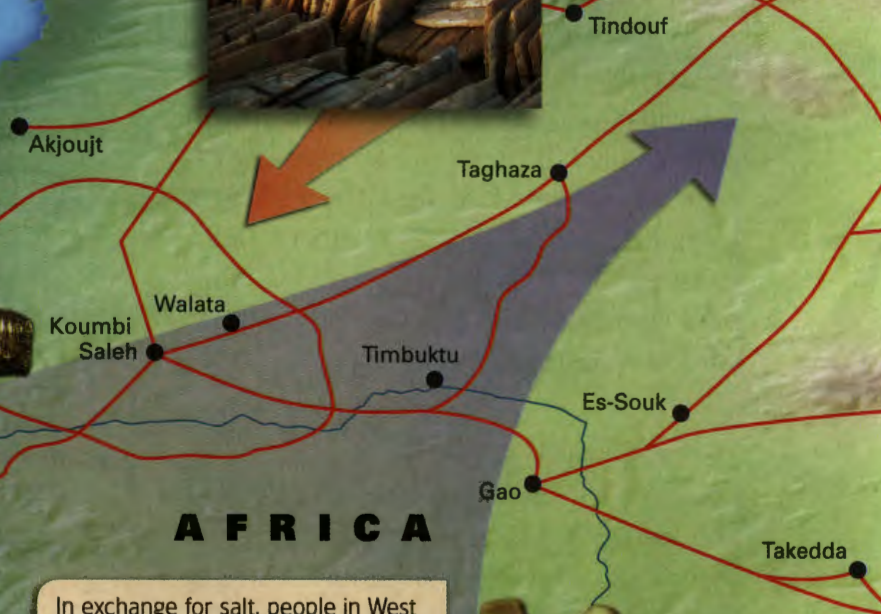 Tindouf
Akjoujt
Taghaza
Walata
Koumbi
Saleh
Timbuktu
Es-Souk
Gao
AFRICA
Takedda
In exchange for salt, people in West